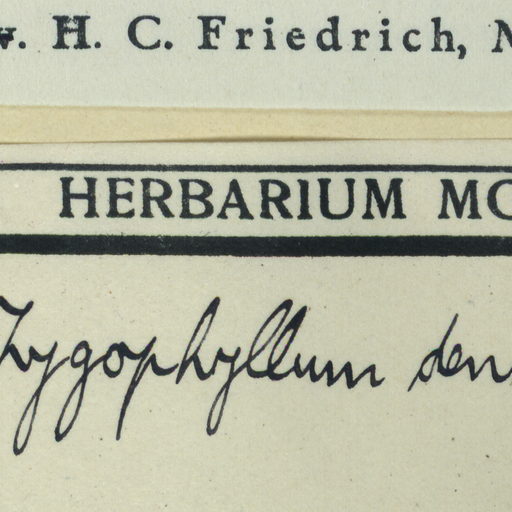 . H. C. Friedrich,
HERBARIUM
Zygophyllum